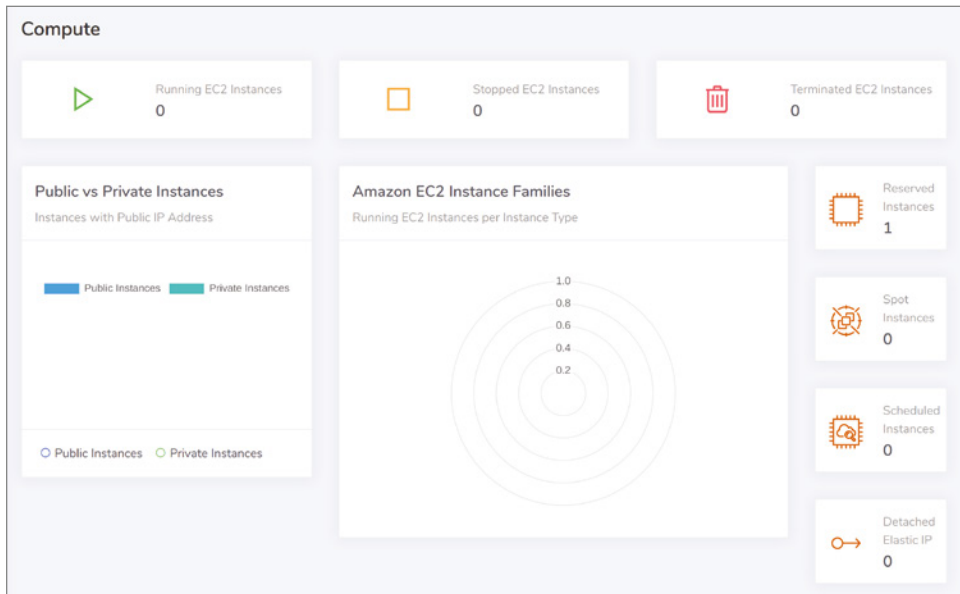 Compute
Running EC2 Instances
0
Stopped EC2 Instances
0
Terminated EC2 Instances
0
Public vs Private Instances
Instances with Public IP Address
Public Instances Private Instances
Public Instances Private Instances
Amazon EC2 Instance Families
Running EC2 Instances per Instance Type
1.0
0.8
0.6
0.4
0.2
Reserved
Instances
1
Spot
Instances
0
Scheduled
Instances
0
Detached
Elastic IP
0